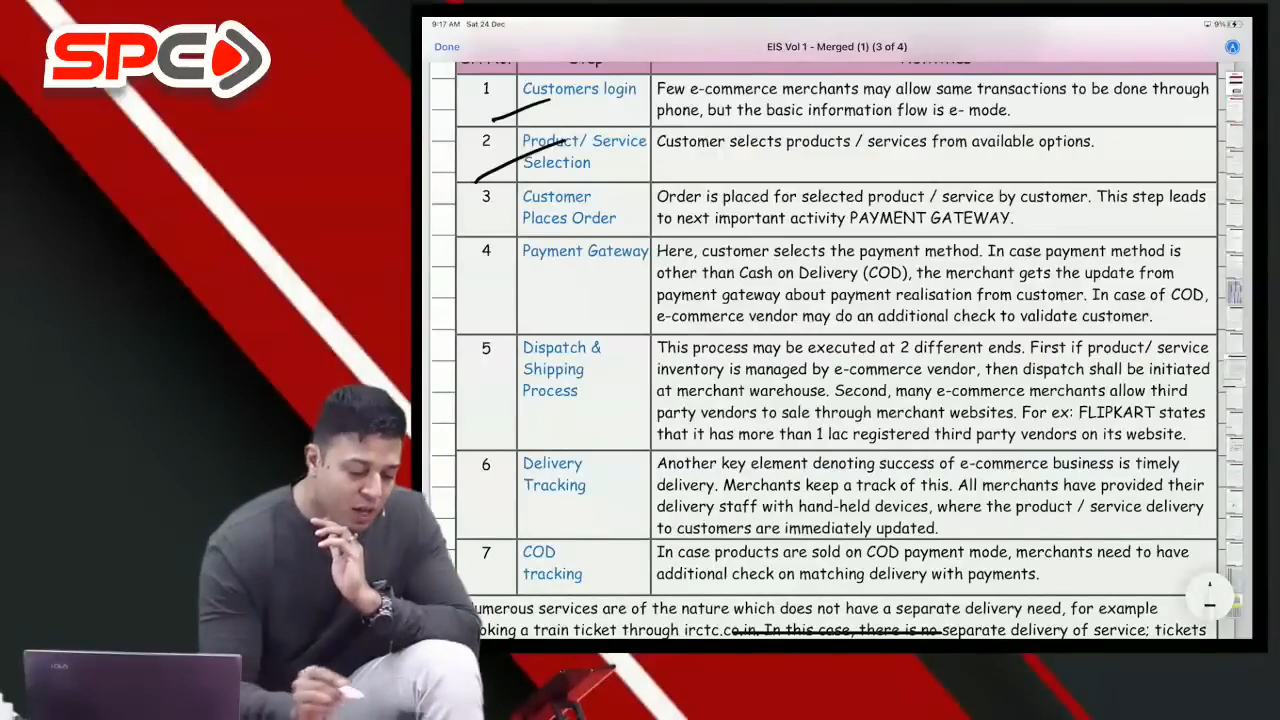 SPC
9:17 AM Sat 24 Dec
9%
Done
EIS Vol 1 - Merged (1) (3 of 4)
1
Customers login
Few e-commerce merchants may allow same transactions to be done through
phone, but the basic information flow is e- mode.
2
Product/ Service
Selection
Customer selects products / services from available options.
3
Customer
Places Order
Order is placed for selected product / service by customer. This step leads
to next important activity PAYMENT GATEWAY.
4
Payment Gateway
Here, customer selects the payment method. In case payment method is
other than Cash on Delivery (COD), the merchant gets the update from
payment gateway about payment realisation from customer. In case of COD,
e-commerce vendor may do an additional check to validate customer.
5
Dispatch &
Shipping
Process
This process may be executed at 2 different ends. First if product/ service
inventory is managed by e-commerce vendor, then dispatch shall be initiated
at merchant warehouse. Second, many e-commerce merchants allow third
party vendors to sale through merchant websites. For ex: FLIPKART states
that it has more than 1 lac registered third party vendors on its website.
6
Delivery
Tracking
Another key element denoting success of e-commerce business is timely
delivery. Merchants keep a track of this. All merchants have provided their
delivery staff with hand-held devices, where the product / service delivery
to customers are immediately updated.
7
COD
tracking
In case products are sold on COD payment mode, merchants need to have
additional check on matching delivery with payments.
umerous services are of the nature which does not have a separate delivery need, for example
oking a train ticket through irctc.co.in. In this case, there is no separate delivery of service; tickets